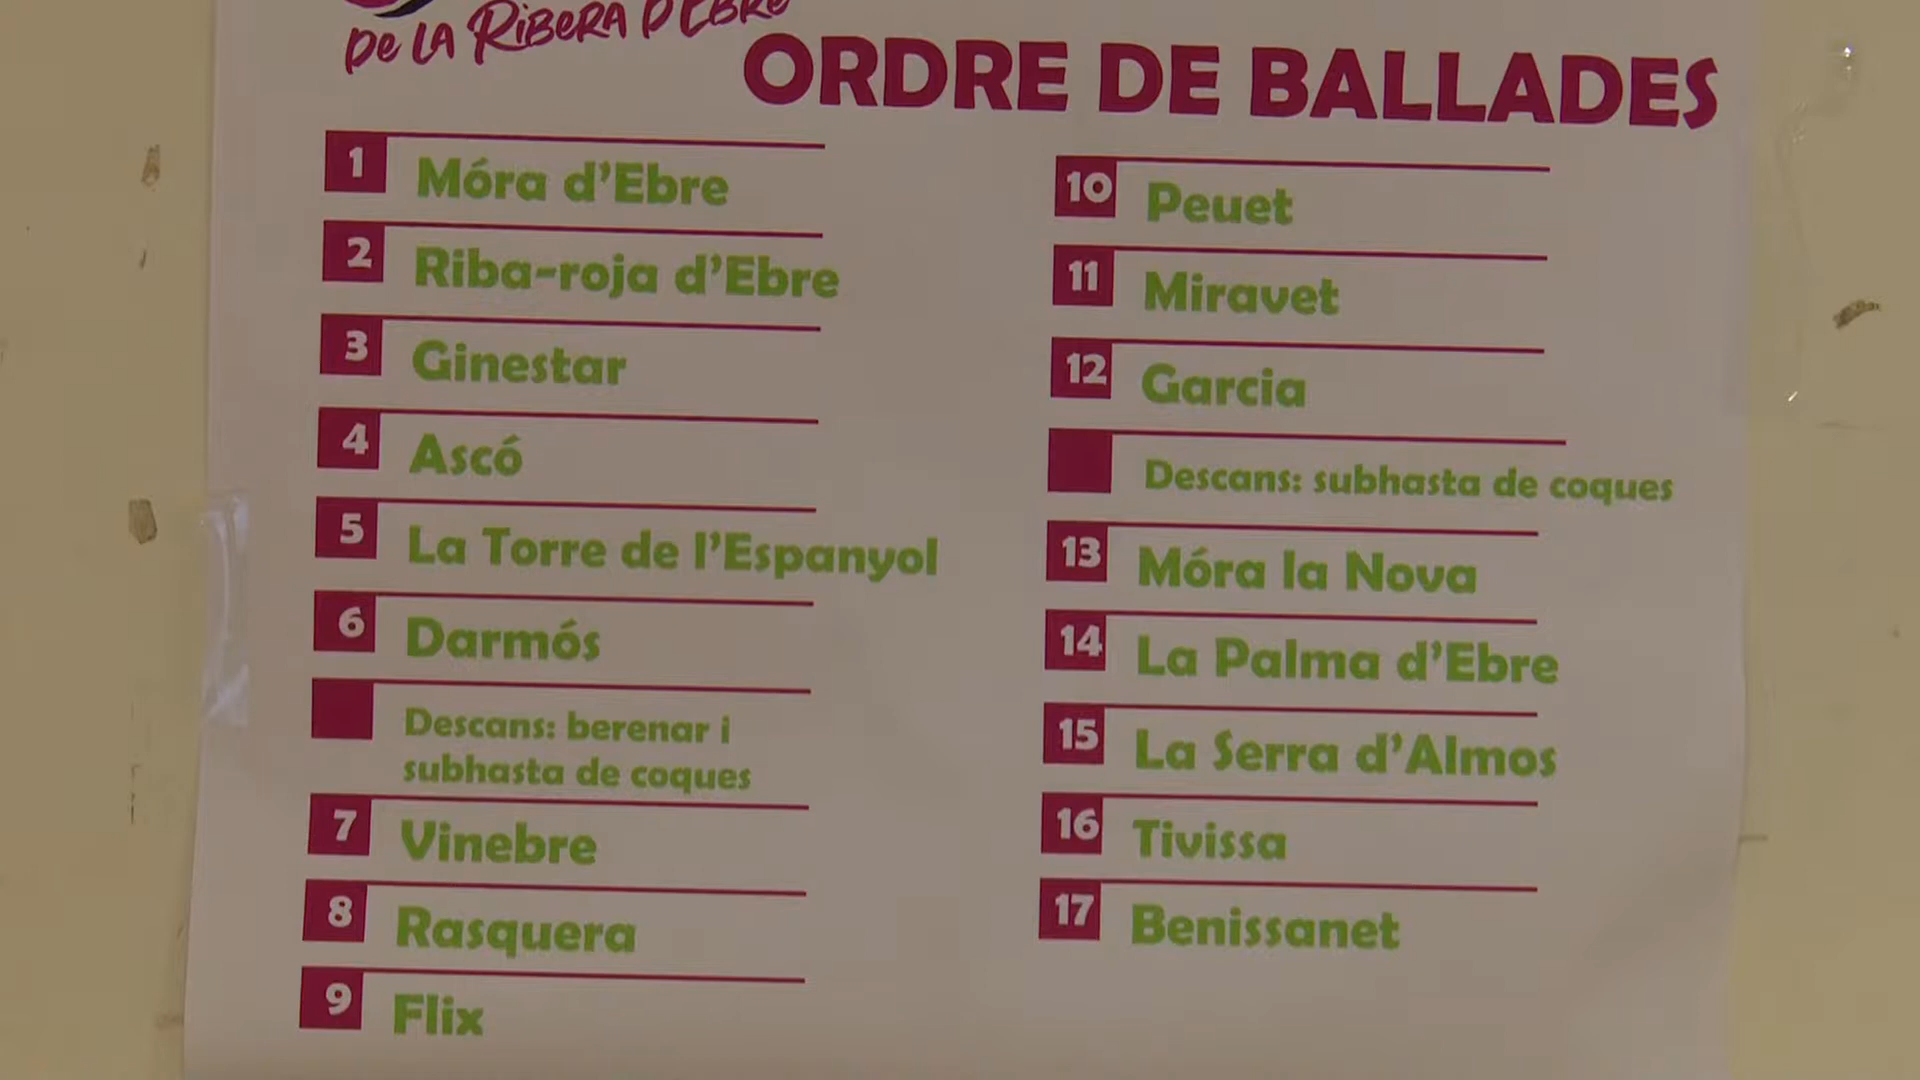 De LA RiBeRA D'EBRe
ORDRE DE BALLADES
1 Móra d'Ebre
2 Riba-roja d'Ebre
3 Ginestar
4 Ascó
5 La Torre de l'Espanyol
6 Darmós
Descans: berenar i
subhasta de coques
7 Vinebre
8 Rasquera
9 Flix
10 Peuet
11 Miravet
12 Garcia
Descans: subhasta de coques
13 Móra la Nova
14 La Palma d'Ebre
15 La Serra d'Almos
16 Tivissa
17 Benissanet